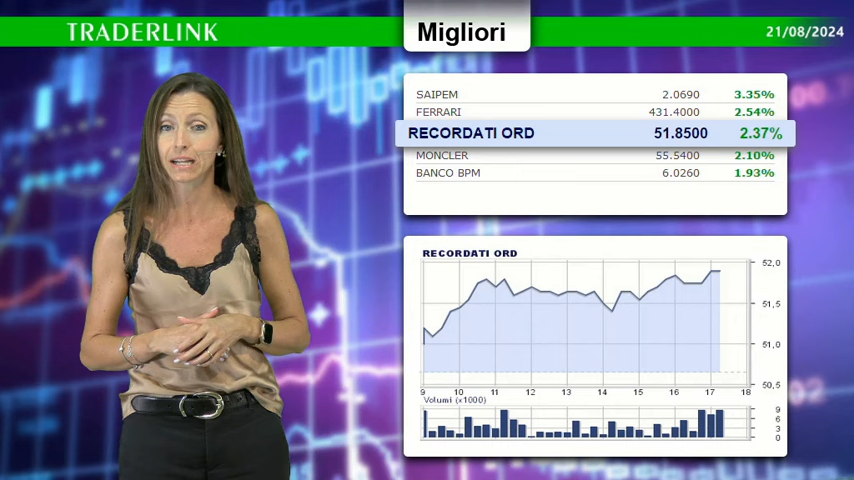 TRADERLINK
Migliori
21/08/2024
SAIPEM 2.0690 3.35%
FERRARI 431.4000 2.54%
RECORDATI ORD 51.8500 2.37%
MONCLER 55.5400 2.10%
BANCO BPM 6.0260 1.93%
RECORDATI ORD
52,0
51,5
51,0
50,5
9 10 11 12 13 14 15 16 17 18
Volumi (x1000)
9
6
3
0